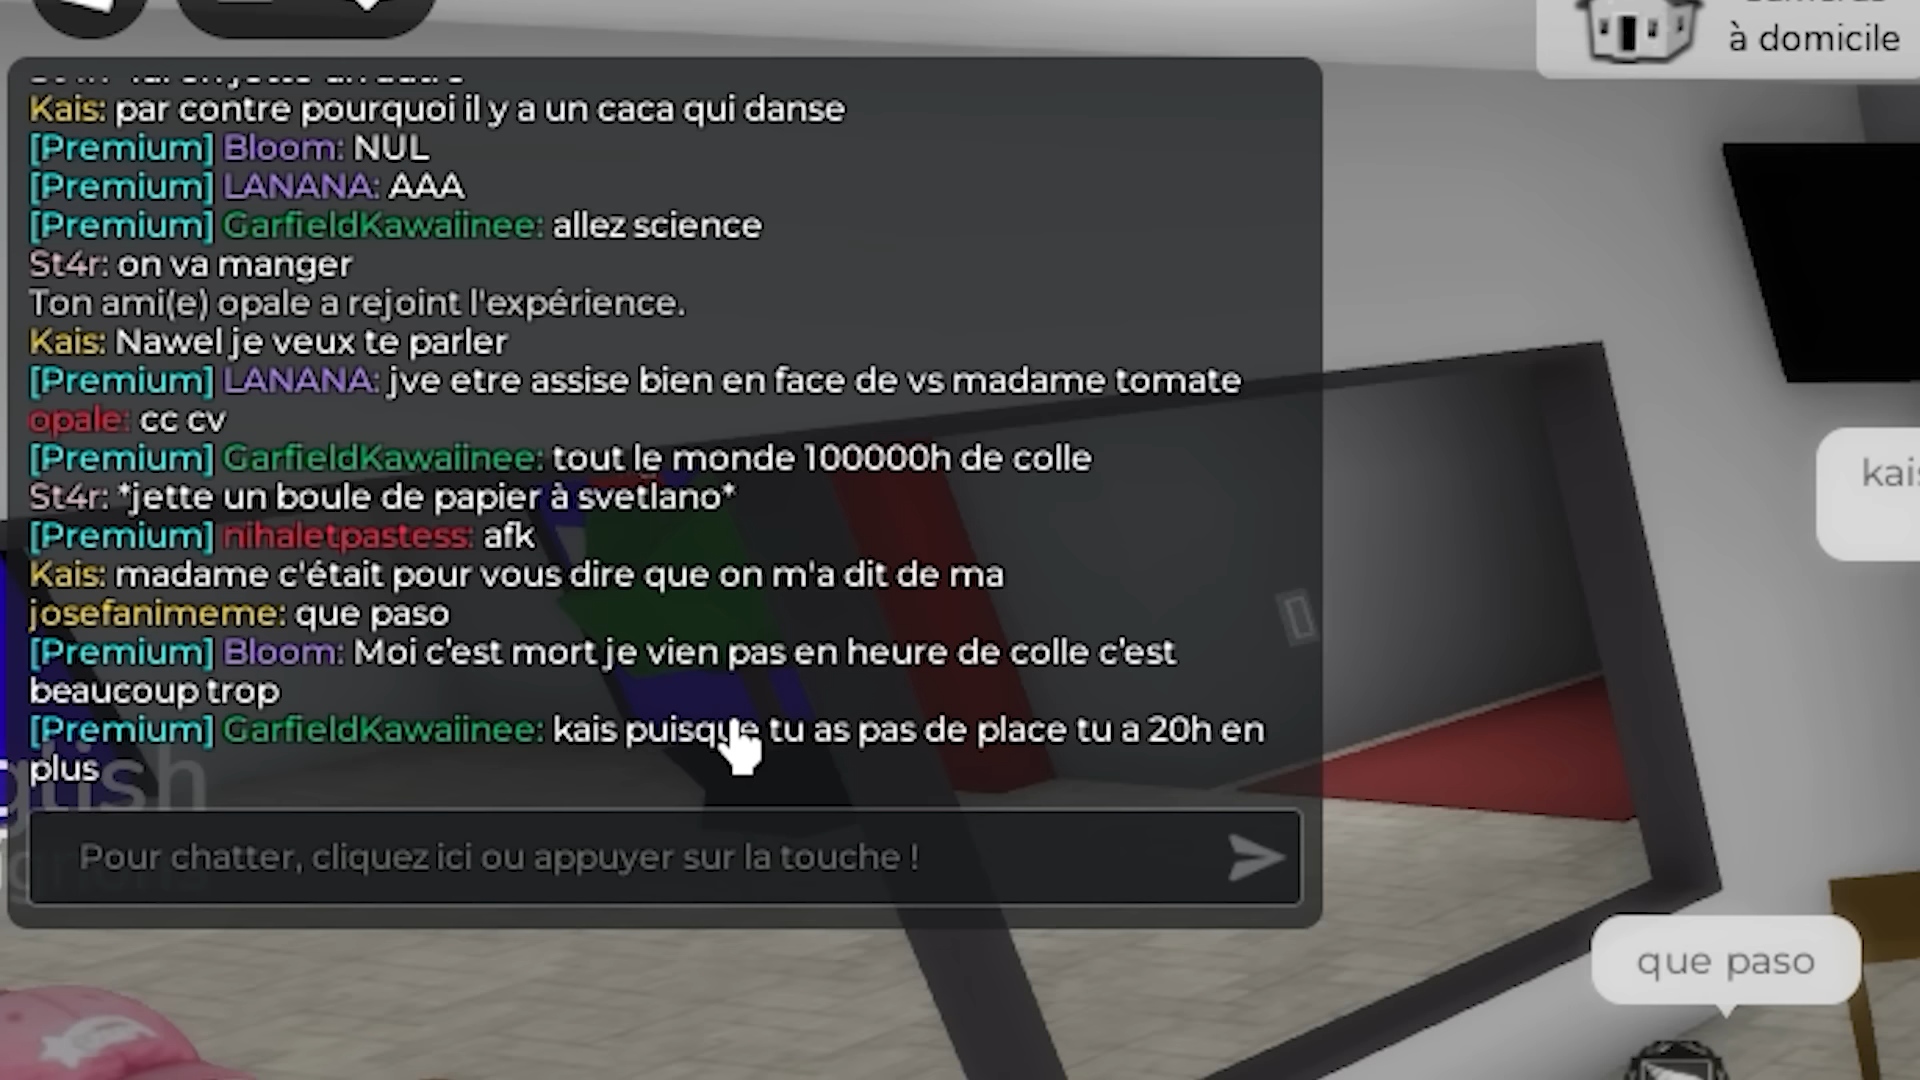 à domicile
Kais: par contre pourquoi il y a un caca qui danse
[Premium] Bloom: NUL
[Premium] LANANA: AAA
[Premium] GarfieldKawaiinee: allez science
St4r: on va manger
Ton ami(e) opale a rejoint l'expérience.
Kais: Nawel je veux te parler
[Premium] LANANA: jve etre assise bien en face de vs madame tomate
opale: cc cv
[Premium] GarfieldKawaiinee: tout le monde 100000h de colle
St4r: *jette un boule de papier à svetlano*
[Premium] nihaletpastess: afk
Kais: madame c'était pour vous dire que on m'a dit de ma
josefanimeme: que paso
[Premium] Bloom: Moi c'est mort je vien pas en heure de colle c'est
beaucoup trop
[Premium] GarfieldKawaiinee: kais puisque tu as pas de place tu a 20h en
plus
Pour chatter, cliquez ici ou appuyer sur la touche !
kais
que paso